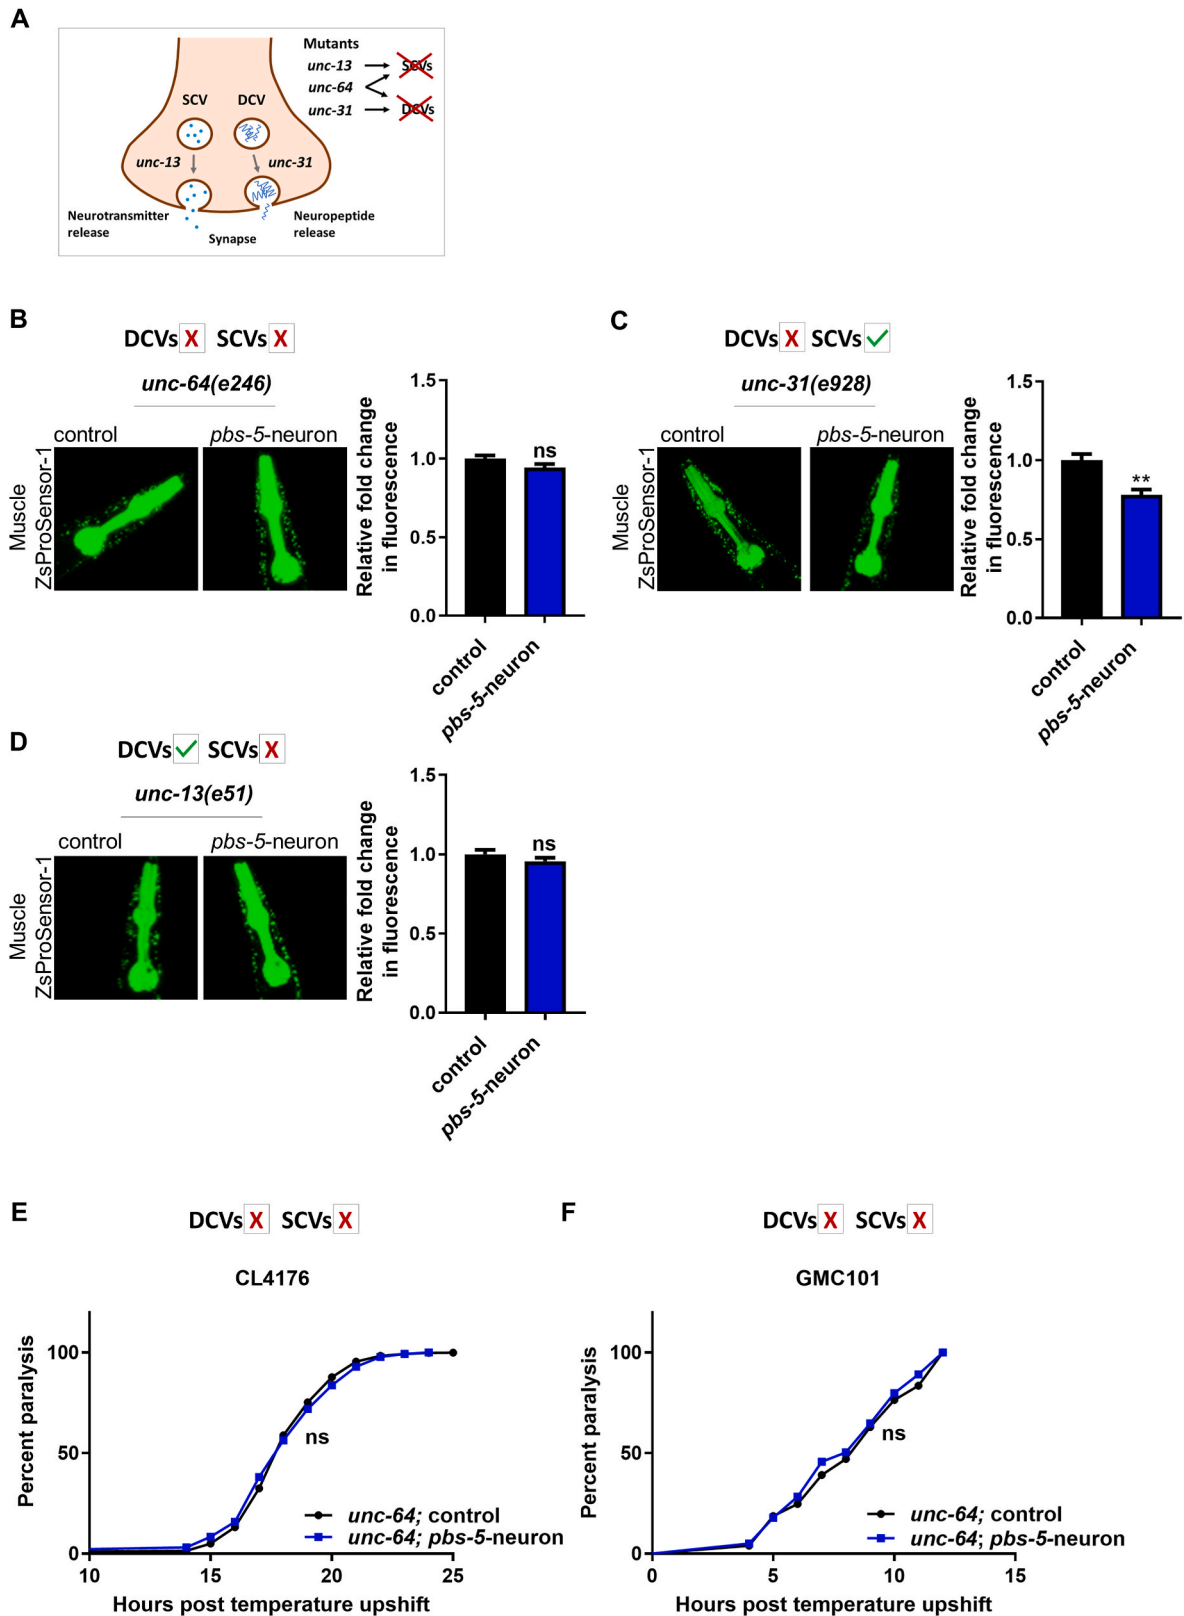 A
Mutants
unc-13 SCVs
unc-64
unc-31 DCVs
SCV DCV
unc-13 unc-31
Neurotransmitter
release
Neuropeptide
release
Synapse
B
DCVs X SCVs X
unc-64(e246)
control pbs-5-neuron
Muscle
ZsProSensor-1
Relative fold change
in fluorescence
1.5
1.0
0.5
0.0
ns
control
pbs-5-neuron
C
DCVs X SCVs ✓
unc-31(e928)
control pbs-5-neuron
Muscle
ZsProSensor-1
Relative fold change
in fluorescence
1.5
1.0
0.5
0.0
**
control
pbs-5-neuron
D
DCVs ✓ SCVs X
unc-13(e51)
control pbs-5-neuron
Muscle
ZsProSensor-1
Relative fold change
in fluorescence
1.5
1.0
0.5
0.0
ns
control
pbs-5-neuron
E
DCVs X SCVs X
CL4176
Percent paralysis
100
50
0
ns
unc-64; control
unc-64; pbs-5-neuron
10 15 20 25
Hours post temperature upshift
F
DCVs X SCVs X
GMC101
Percent paralysis
100
50
0
ns
unc-64; control
unc-64; pbs-5-neuron
0 5 10 15
Hours post temperature upshift